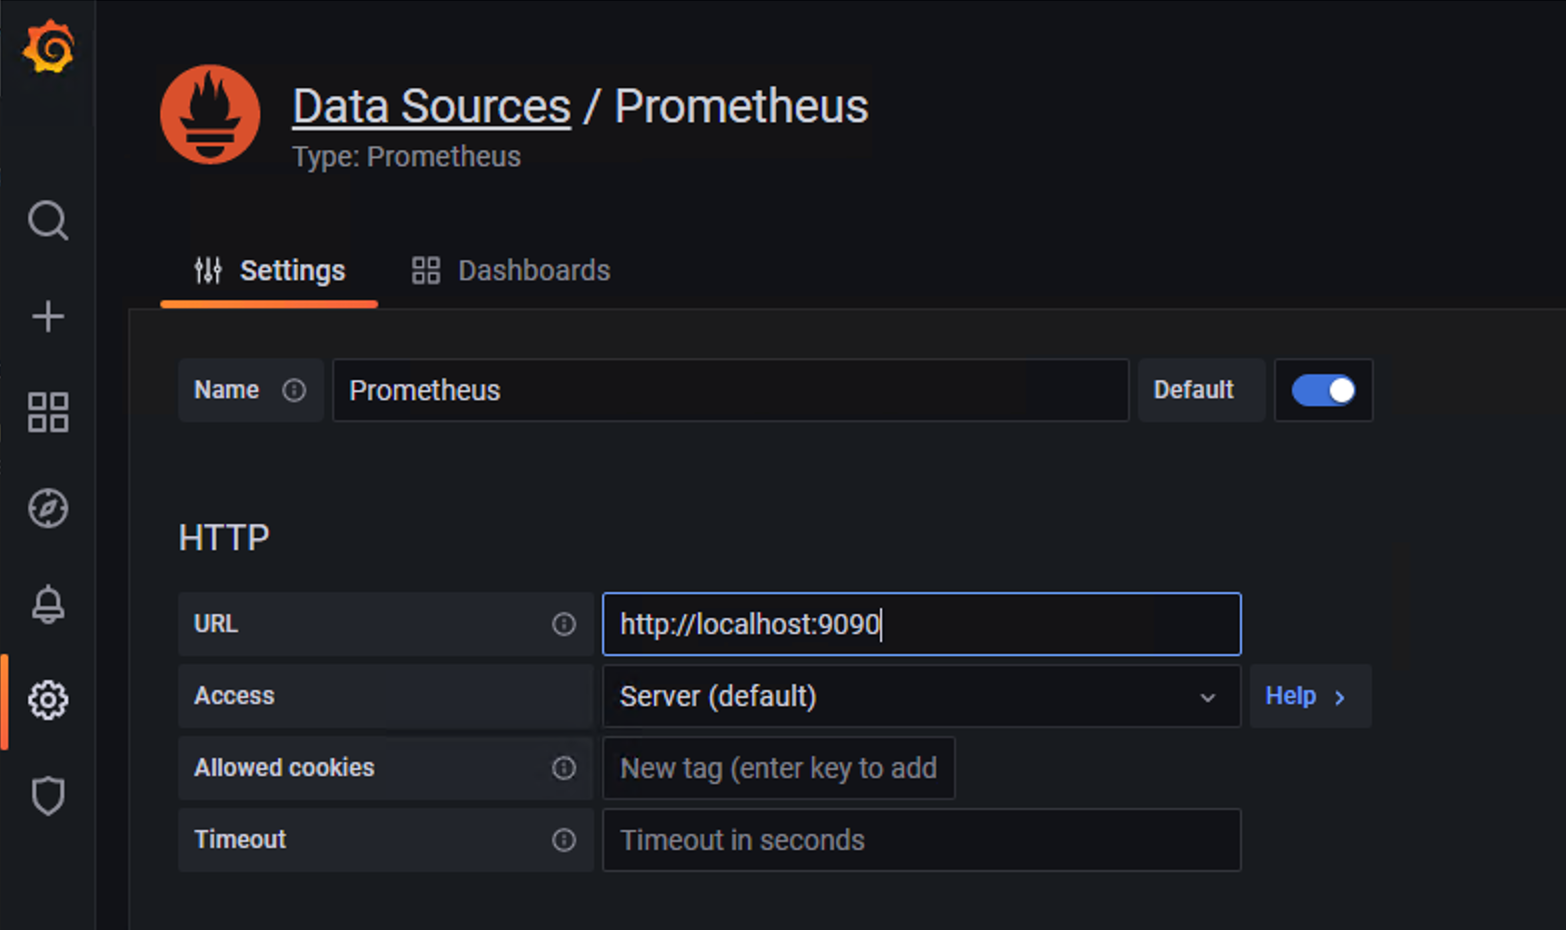 Data Sources / Prometheus
Type: Prometheus
Settings Dashboards
Name Prometheus Default
HTTP
URL http://localhost:9090
Access Server (default) Help
Allowed cookies New tag (enter key to add
Timeout Timeout in seconds